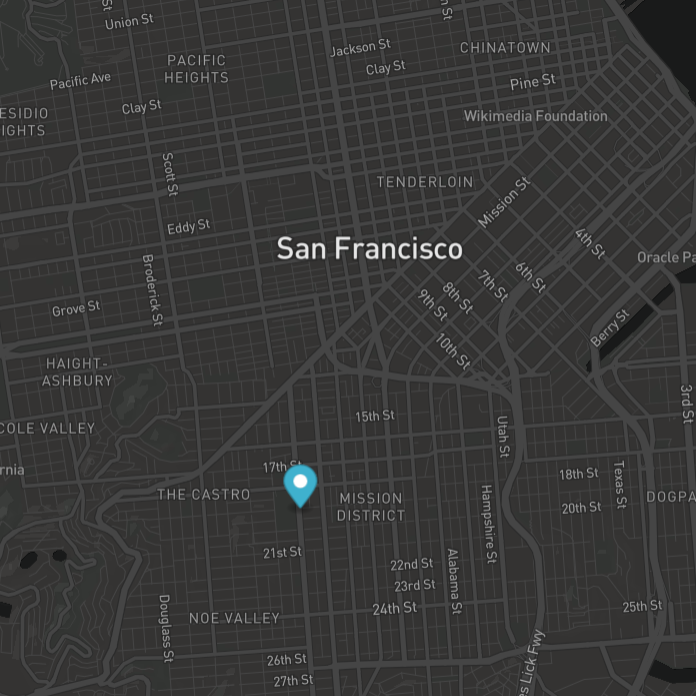 St
Union St
n St
Jackson St
CHINATOWN
PACIFIC
HEIGHTS
Clay St
Pacific Ave
Pine St
Clay St
ESIDIO
IGHTS
Wikimedia Foundation
Scott St
TENDERLOIN
Mission St
Eddy St
4th St
San Francisco
Oracle Pa
6th St
7th St
8th St
9th St
Broderick St
Grove St
Berry St
10th St
HAIGHT-
ASHBURY
3rd St
15th St
COLE VALLEY
Utah St
17th St
rnia
18th St
Texas St
THE CASTRO
MISSION
DISTRICT
DOGPA
20th St
Hampshire St
21st St
22nd St
23rd St
Alabama St
24th St
25th St
NOE VALLEY
Douglass St
26th St
27th St
es Lick Fwy